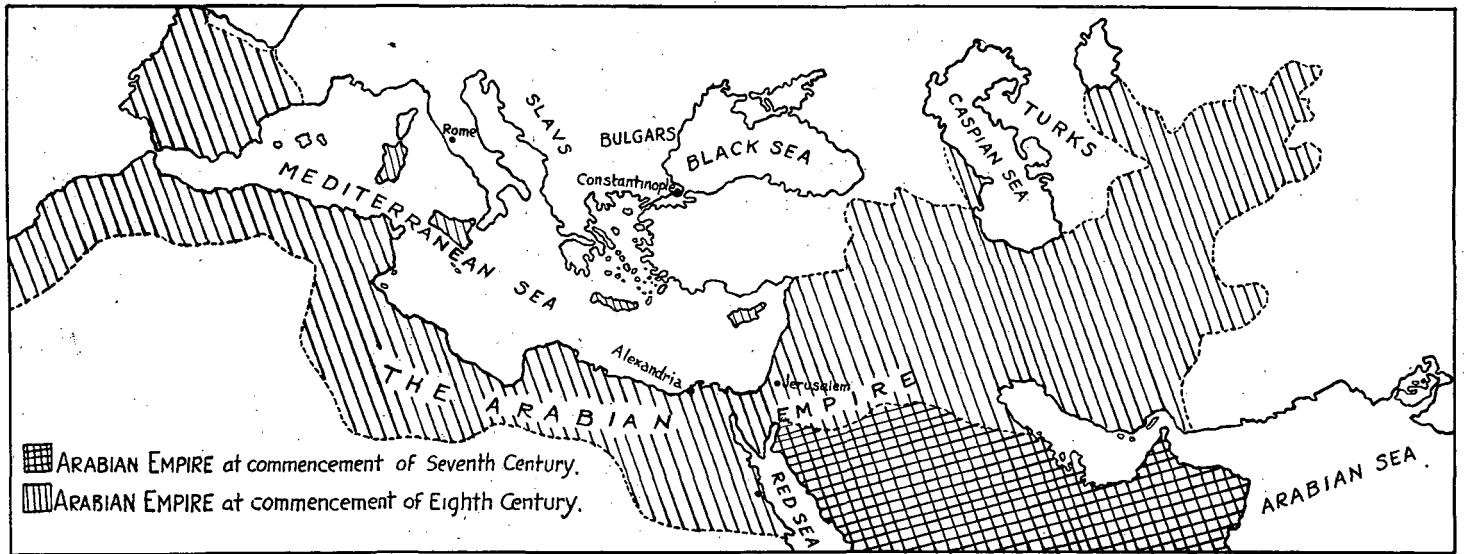 SLAVS
BULGARS
Rome
BLACK SEA
CASPIAN SEA
TURKS
Constantinople
MEDITERRANEAN SEA
Alexandria
Jerusalem
THE ARABIAN EMPIRE
RED SEA
ARABIAN SEA.
ARABIAN EMPIRE at commencement of Seventh Century.
ARABIAN EMPIRE at commencement of Eighth Century.